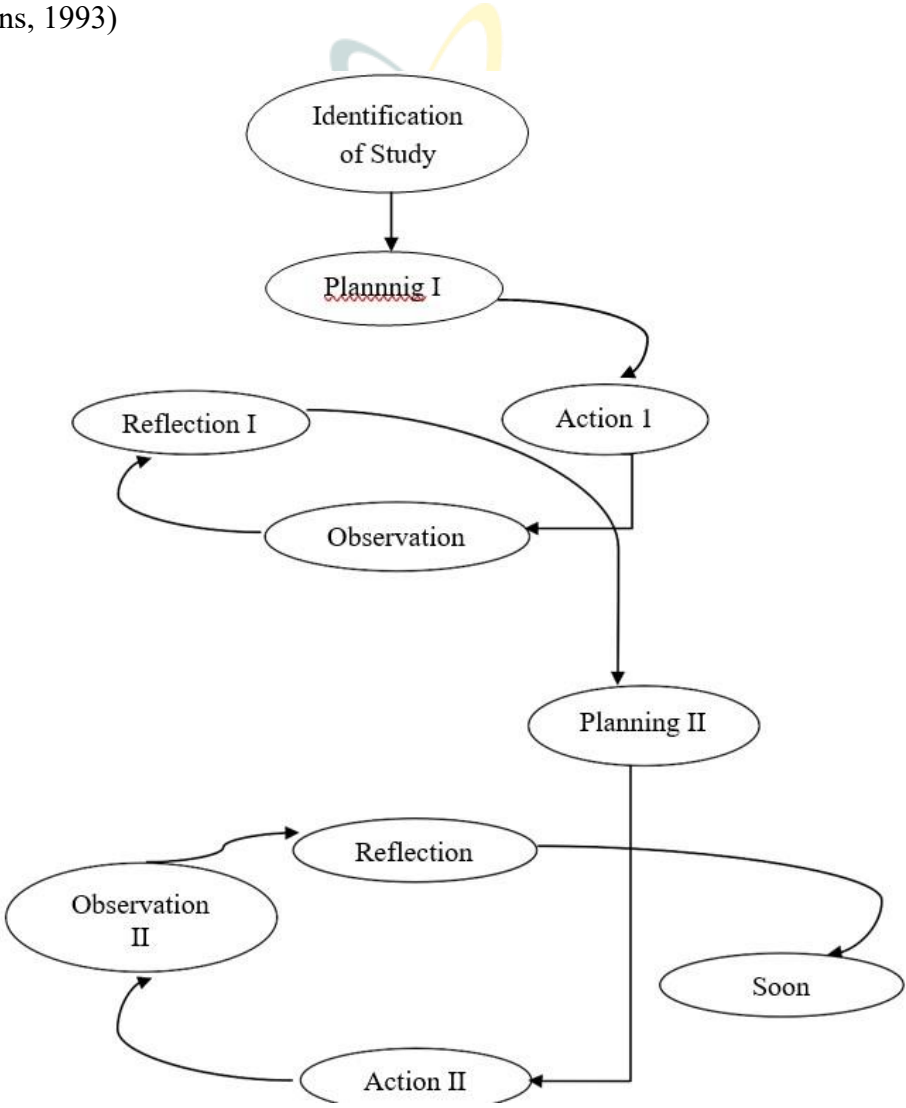 ns, 1993)
Identification
of Study
Plannnig I
Action 1
Reflection I
Observation
Planning II
Reflection
Observation
II
Soon
Action II